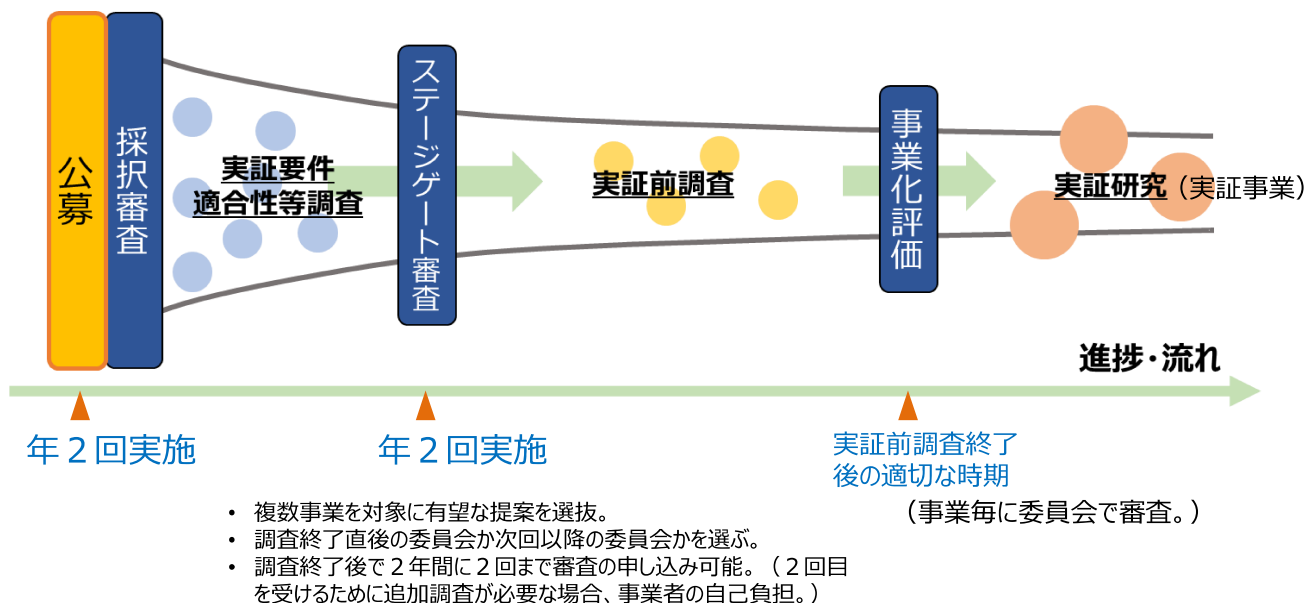 公募
採択審査
実証要件
適合性等調査
ステージゲート審査
実証前調査
事業化評価
実証研究（実証事業）
進捗・流れ
年２回実施
年２回実施
実証前調査終了
後の適切な時期
（事業毎に委員会で審査。）
• 複数事業を対象に有望な提案を選抜。
• 調査終了直後の委員会か次回以降の委員会かを選ぶ。
• 調査終了後で２年間に２回まで審査の申し込み可能。（２回目
を受けるために追加調査が必要な場合、事業者の自己負担。）